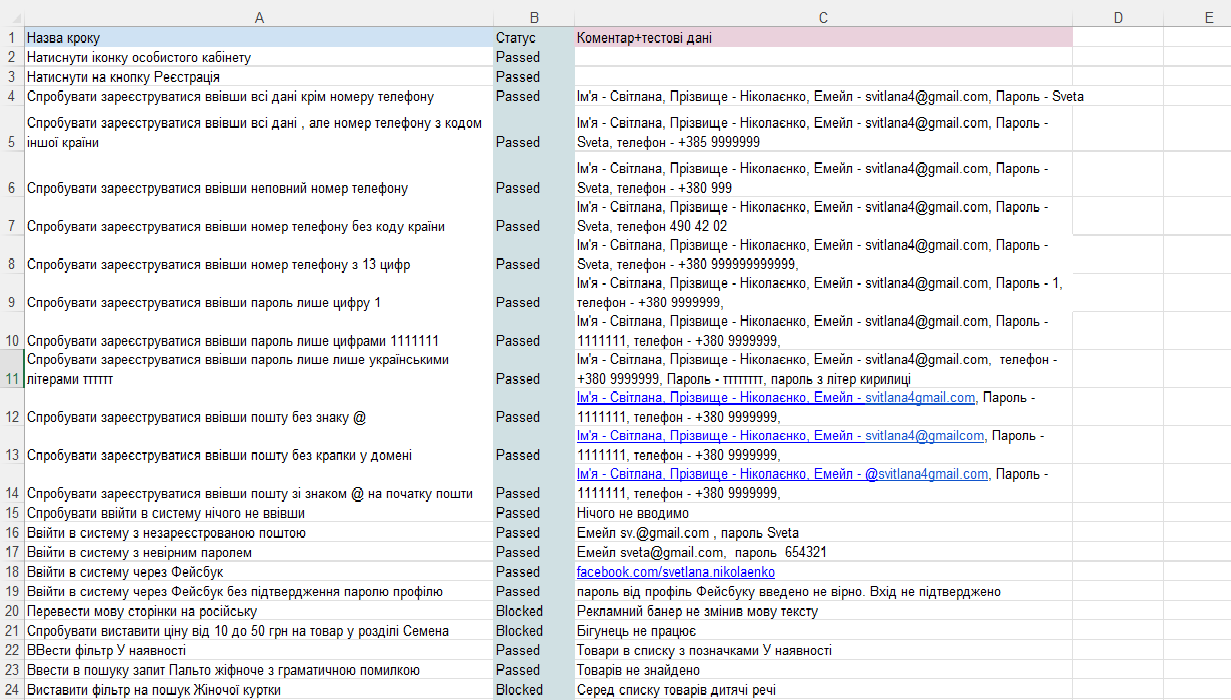 A B C D E
1 Назва кроку Статус Коментар+тестові дані
2 Натиснути іконку особистого кабінету Passed
3 Натиснути на кнопку Реєстрація Passed
4 Спробувати зареєструватися ввівши всі дані крім номеру телефону Passed Ім'я - Світлана, Прізвище - Ніколаєнко, Емейл - svitlana4@gmail.com, Пароль - Sveta
Спробувати зареєструватися ввівши всі дані , але номер телефону з кодом Ім'я - Світлана, Прізвище - Ніколаєнко, Емейл - svitlana4@gmail.com, Пароль -
5 іншої країни Passed Sveta, телефон - +385 9999999
Ім'я - Світлана, Прізвище - Ніколаєнко, Емейл - svitlana4@gmail.com, Пароль -
6 Спробувати зареєструватися ввівши неповний номер телефону Passed Sveta, телефон - +380 999
Ім'я - Світлана, Прізвище - Ніколаєнко, Емейл - svitlana4@gmail.com, Пароль -
7 Спробувати зареєструватися ввівши номер телефону без коду країни Passed Sveta, телефон 490 42 02
Ім'я - Світлана, Прізвище - Ніколаєнко, Емейл - svitlana4@gmail.com, Пароль -
8 Спробувати зареєструватися ввівши номер телефону з 13 цифр Passed Sveta, телефон - +380 999999999999,
Ім'я - Світлана, Прізвище - Ніколаєнко, Емейл - svitlana4@gmail.com, Пароль - 1,
9 Спробувати зареєструватися ввівши пароль лише цифру 1 Passed телефон - +380 9999999,
Ім'я - Світлана, Прізвище - Ніколаєнко, Емейл - svitlana4@gmail.com, Пароль -
10 Спробувати зареєструватися ввівши пароль лише цифрами 1111111 Passed 1111111, телефон - +380 9999999,
Спробувати зареєструватися ввівши пароль лише лише українськими Ім'я - Світлана, Прізвище - Ніколаєнко, Емейл - svitlana4@gmail.com, телефон -
11 літерами тттттт Passed +380 9999999, Пароль - ттттттт, пароль з літер кирилиці
Ім'я - Світлана, Прізвище - Ніколаєнко, Емейл - svitlana4gmail.com, Пароль -
12 Спробувати зареєструватися ввівши пошту без знаку @ Passed 1111111, телефон - +380 9999999,
Ім'я - Світлана, Прізвище - Ніколаєнко, Емейл - svitlana4@gmailcom, Пароль -
13 Спробувати зареєструватися ввівши пошту без крапки у домені Passed 1111111, телефон - +380 9999999,
Ім'я - Світлана, Прізвище - Ніколаєнко, Емейл - @svitlana4gmail.com, Пароль -
14 Спробувати зареєструватися ввівши пошту зі знаком @ на початку пошти Passed 1111111, телефон - +380 9999999,
15 Спробувати ввійти в систему нічого не ввівши Passed Нічого не вводимо
16 Ввійти в систему з незареєстрованою поштою Passed Емейл sv.@gmail.com , пароль Sveta
17 Ввійти в систему з невірним паролем Passed Емейл sveta@gmail.com, пароль 654321
18 Ввійти в систему через Фейсбук Passed facebook.com/svetlana.nikolaenko
19 Ввійти в систему через Фейсбук без підтвердження паролю профілю Passed пароль від профіль Фейсбуку введено не вірно. Вхід не підтверджено
20 Перевести мову сторінки на російську Blocked Рекламний банер не змінив мову тексту
21 Спробувати виставити ціну від 10 до 50 грн на товар у розділі Семена Blocked Бігунець не працює
22 ВВести фільтр У наявності Passed Товари в списку з позначками У наявності
23 Ввести в пошуку запит Пальто жіфноче з граматичною помилкою Passed Товарів не знайдено
24 Виставити фільтр на пошук Жіночої куртки Blocked Серед списку товарів дитячі речі